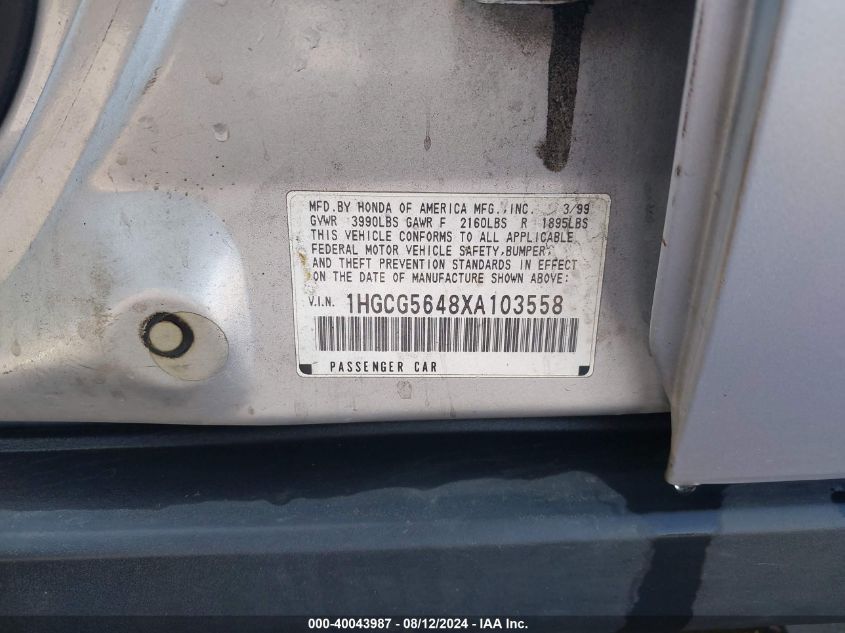 MFD.BY HONDA OF AMERICA MFG.,INC. 3/99
GVWR 3990LBS GAWR F 2160LBS R 1895LBS
THIS VEHICLE CONFORMS TO ALL APPLICABLE
FEDERAL MOTOR VEHICLE SAFETY,BUMPER,
AND THEFT PREVENTION STANDARDS IN EFFECT
ON THE DATE OF MANUFACTURE SHOWN ABOVE:
V.I.N. 1HGCG5648XA103558
PASSENGER CAR
000-40043987 - 08/12/2024 - IAA Inc.